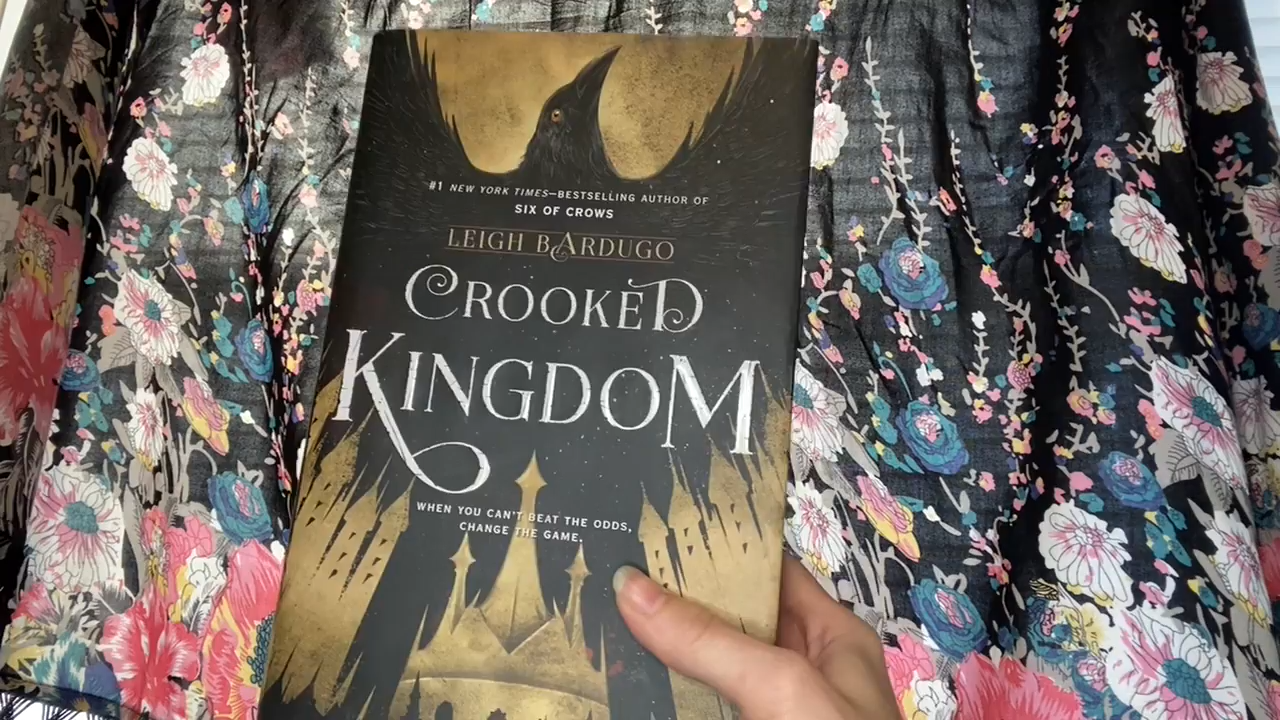 #1 NEW YORK TIMES—BESTSELLING AUTHOR OF
SIX OF CROWS
LEIGH BARDUGO
CROOKED
KINGDOM
WHEN YOU CAN'T BEAT THE ODDS,
CHANGE THE GAME.